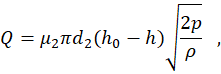 Q = μ₂πd₂(h₀ − h)√(2p/ρ) ,